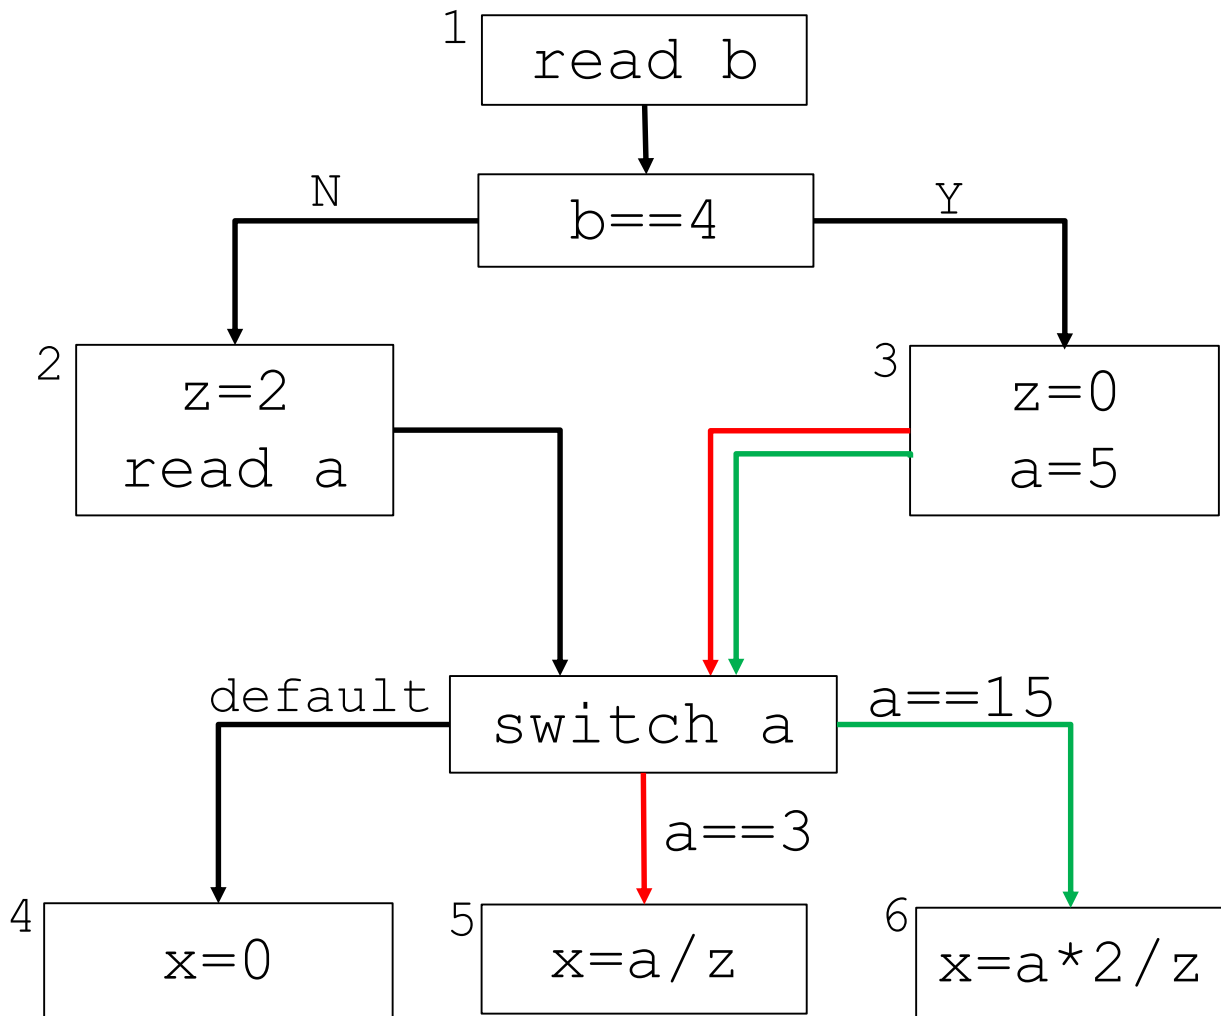 1
read b
N
b==4
Y
2
z=2
read a
3
z=0
a=5
default
switch a
a==15
a==3
4
x=0
5
x=a/z
6
x=a*2/z